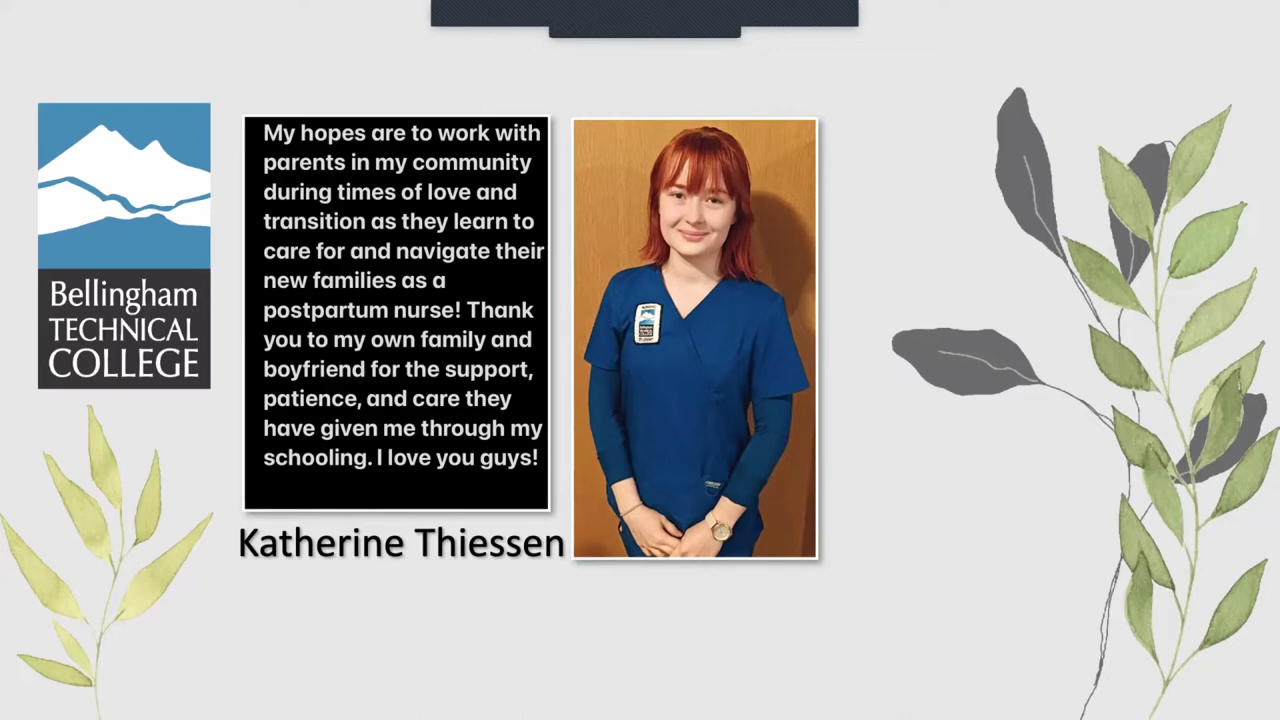 Bellingham
TECHNICAL
COLLEGE
My hopes are to work with
parents in my community
during times of love and
transition as they learn to
care for and navigate their
new families as a
postpartum nurse! Thank
you to my own family and
boyfriend for the support,
patience, and care they
have given me through my
schooling. I love you guys!
Katherine Thiessen
Bellingham
TECHNICAL
COLLEGE